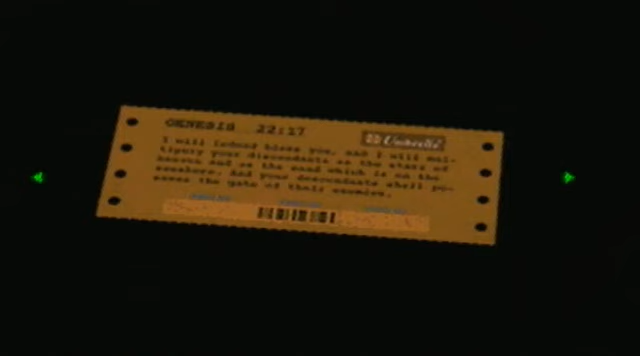 GENESIS 22:17
Umbrella
I will indeed bless you, and I will mul-
tiply your descendants as the stars of
heaven and as the sand which is on the
seashore. And your descendants shall po-
ssess the gate of their enemies.